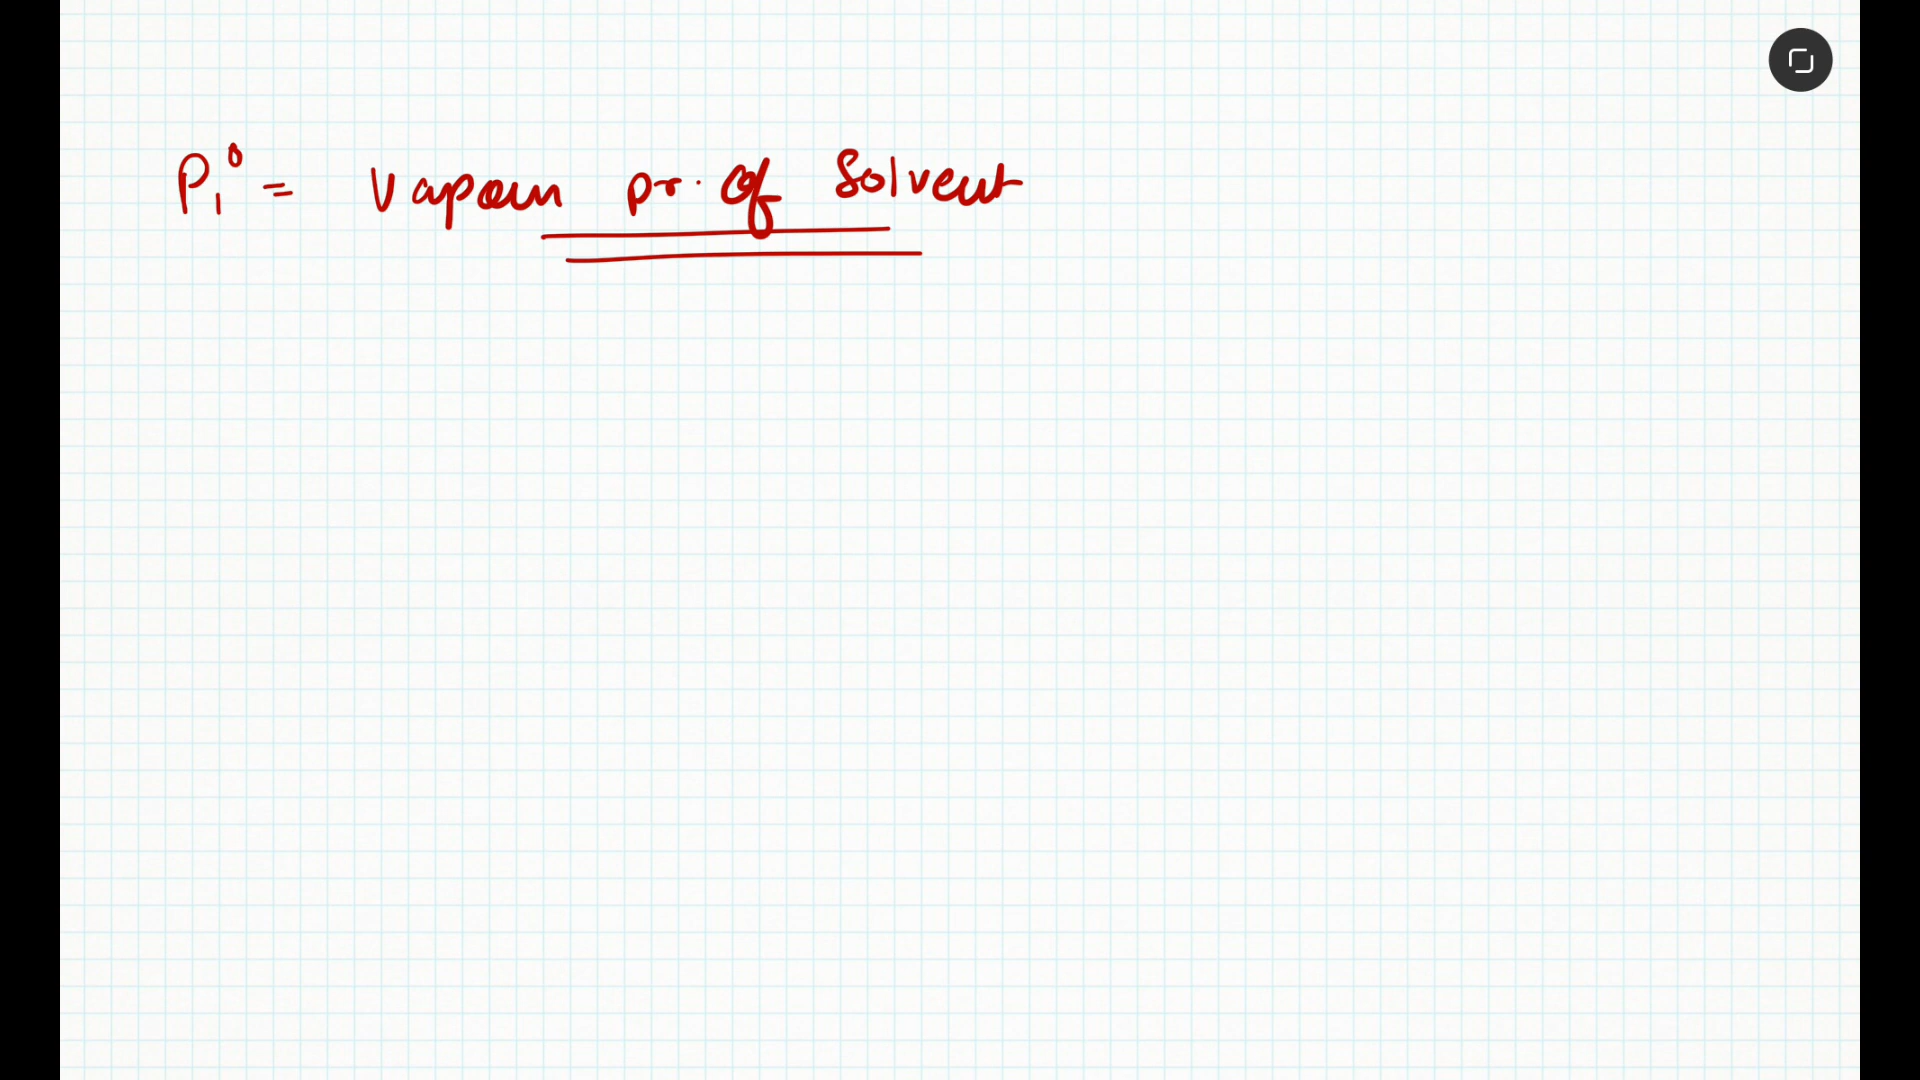 P₁⁰ = Vapour pr. of Solvent